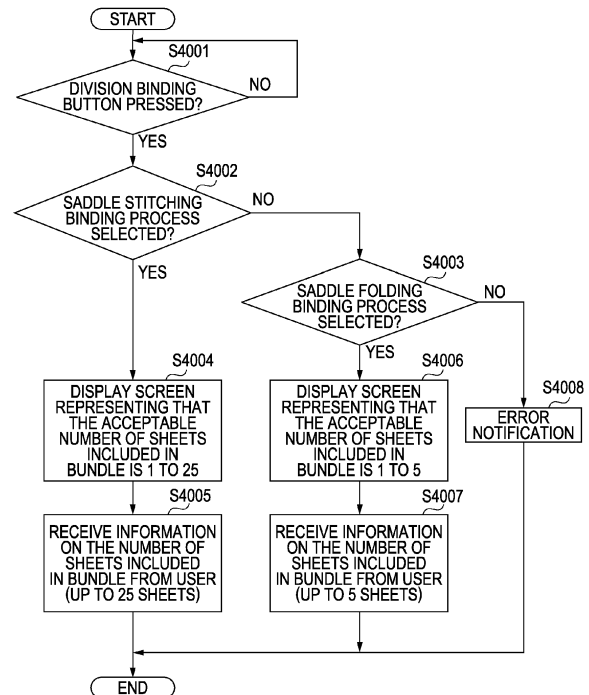 START
S4001
DIVISION BINDING
BUTTON PRESSED?
NO
YES
S4002
SADDLE STITCHING
BINDING PROCESS
SELECTED?
NO
YES
S4003
SADDLE FOLDING
BINDING PROCESS
SELECTED?
NO
YES
S4004
DISPLAY SCREEN
REPRESENTING THAT
THE ACCEPTABLE
NUMBER OF SHEETS
INCLUDED IN
BUNDLE IS 1 TO 25
S4006
DISPLAY SCREEN
REPRESENTING THAT
THE ACCEPTABLE
NUMBER OF SHEETS
INCLUDED IN
BUNDLE IS 1 TO 5
S4008
ERROR
NOTIFICATION
S4005
RECEIVE INFORMATION
ON THE NUMBER OF
SHEETS INCLUDED
IN BUNDLE FROM USER
(UP TO 25 SHEETS)
S4007
RECEIVE INFORMATION
ON THE NUMBER OF
SHEETS INCLUDED
IN BUNDLE FROM USER
(UP TO 5 SHEETS)
END